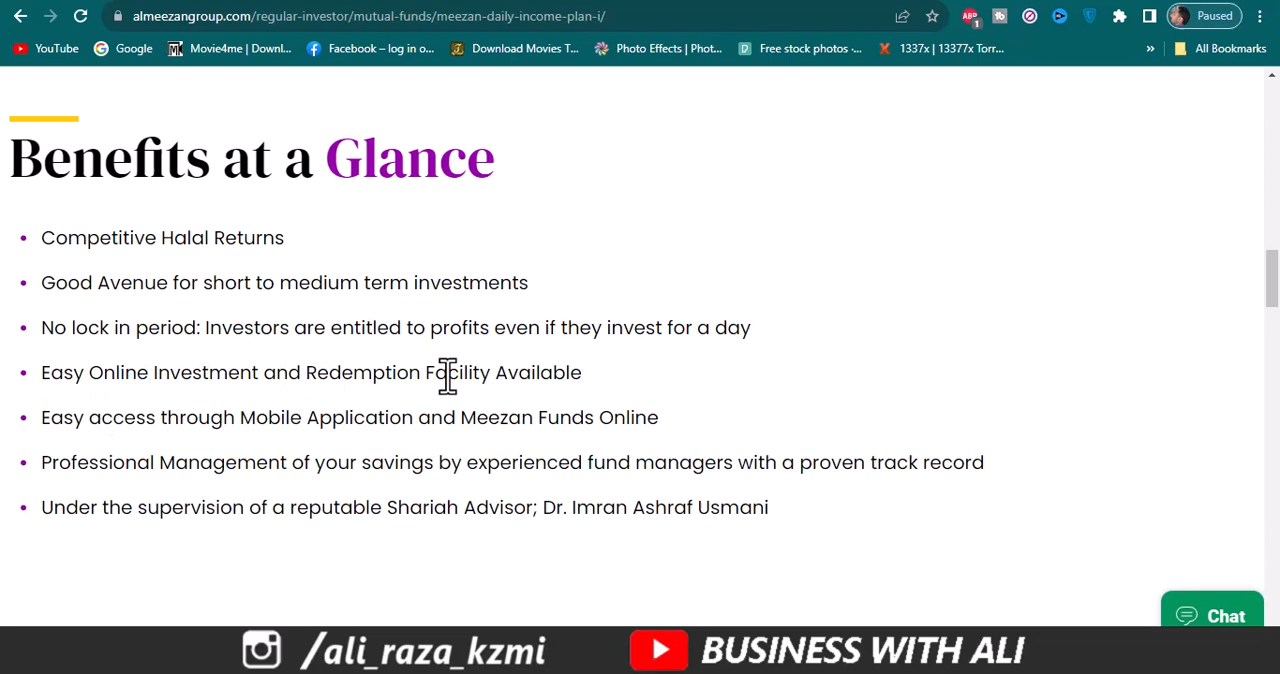 almeezangroup.com/regular-investor/mutual-funds/meezan-daily-income-plan-i/
ABP
1
tb
Paused
YouTube
Google
Movie4me | Downl...
Facebook – log in o...
Download Movies T...
Photo Effects | Phot...
Free stock photos -...
1337x | 13377x Torr...
»
All Bookmarks
Benefits at a Glance
• Competitive Halal Returns
• Good Avenue for short to medium term investments
• No lock in period: Investors are entitled to profits even if they invest for a day
• Easy Online Investment and Redemption Facility Available
• Easy access through Mobile Application and Meezan Funds Online
• Professional Management of your savings by experienced fund managers with a proven track record
• Under the supervision of a reputable Shariah Advisor; Dr. Imran Ashraf Usmani
Chat
/ali_raza_kzmi
BUSINESS WITH ALI